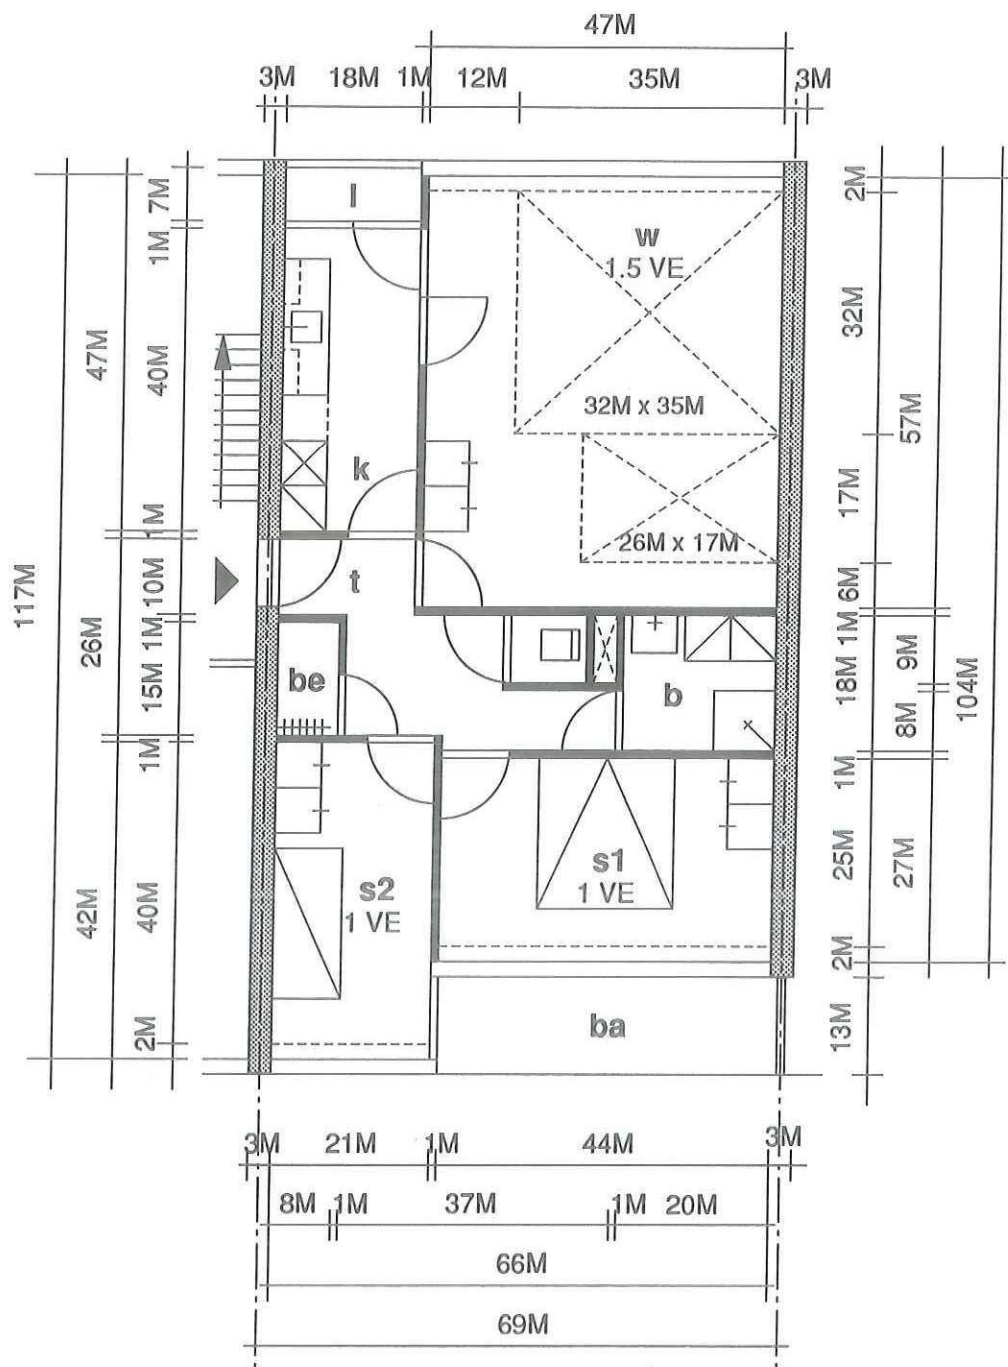 47M
3M 18M 1M 12M 35M 3M
7M
1M
40M
1M
10M
1M
15M
1M
40M
2M
47M
26M
42M
117M
l
w
1.5 VE
32M x 35M
k
26M x 17M
t
be
b
s1
1 VE
s2
1 VE
ba
2M
32M
17M
6M
1M
18M
1M
25M
2M
13M
57M
9M
8M
27M
104M
3M 21M 1M 44M 3M
8M 1M 37M 1M 20M
66M
69M